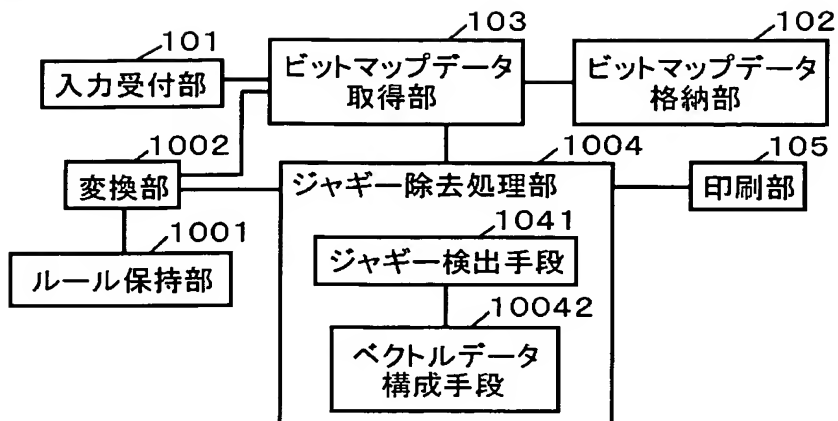 103
102
101
ビットマップデータ
取得部
ビットマップデータ
格納部
入力受付部
1002
1004
105
変換部
ジャギー除去処理部
印刷部
1001
1041
ルール保持部
ジャギー検出手段
10042
ベクトルデータ
構成手段